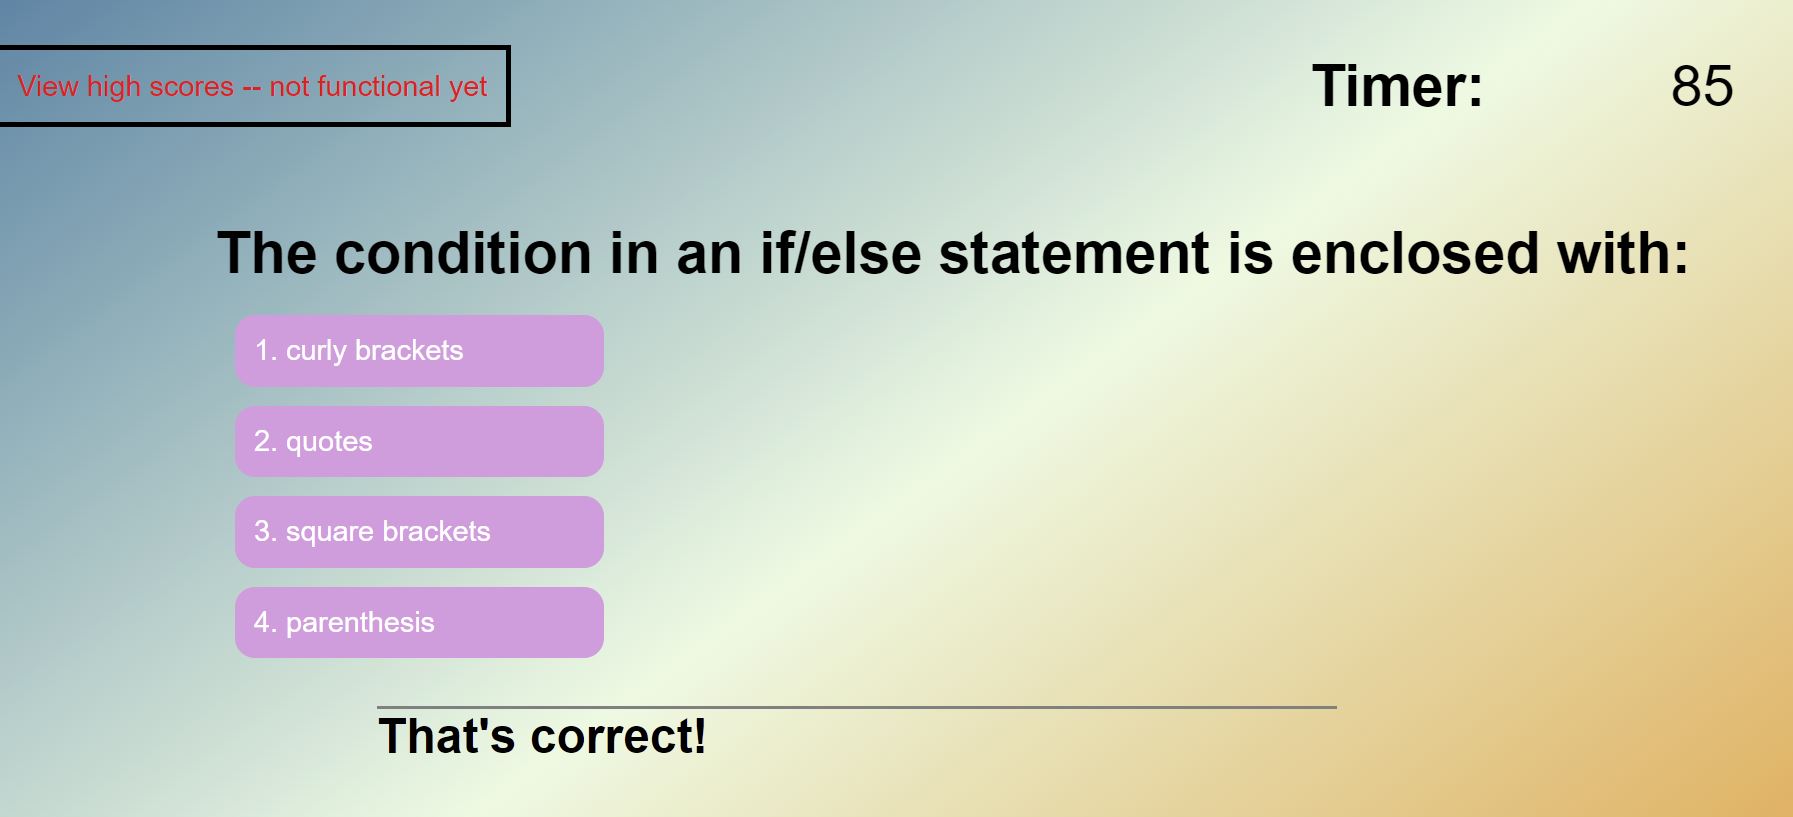 View high scores -- not functional yet
Timer: 85
The condition in an if/else statement is enclosed with:
1. curly brackets
2. quotes
3. square brackets
4. parenthesis
That's correct!